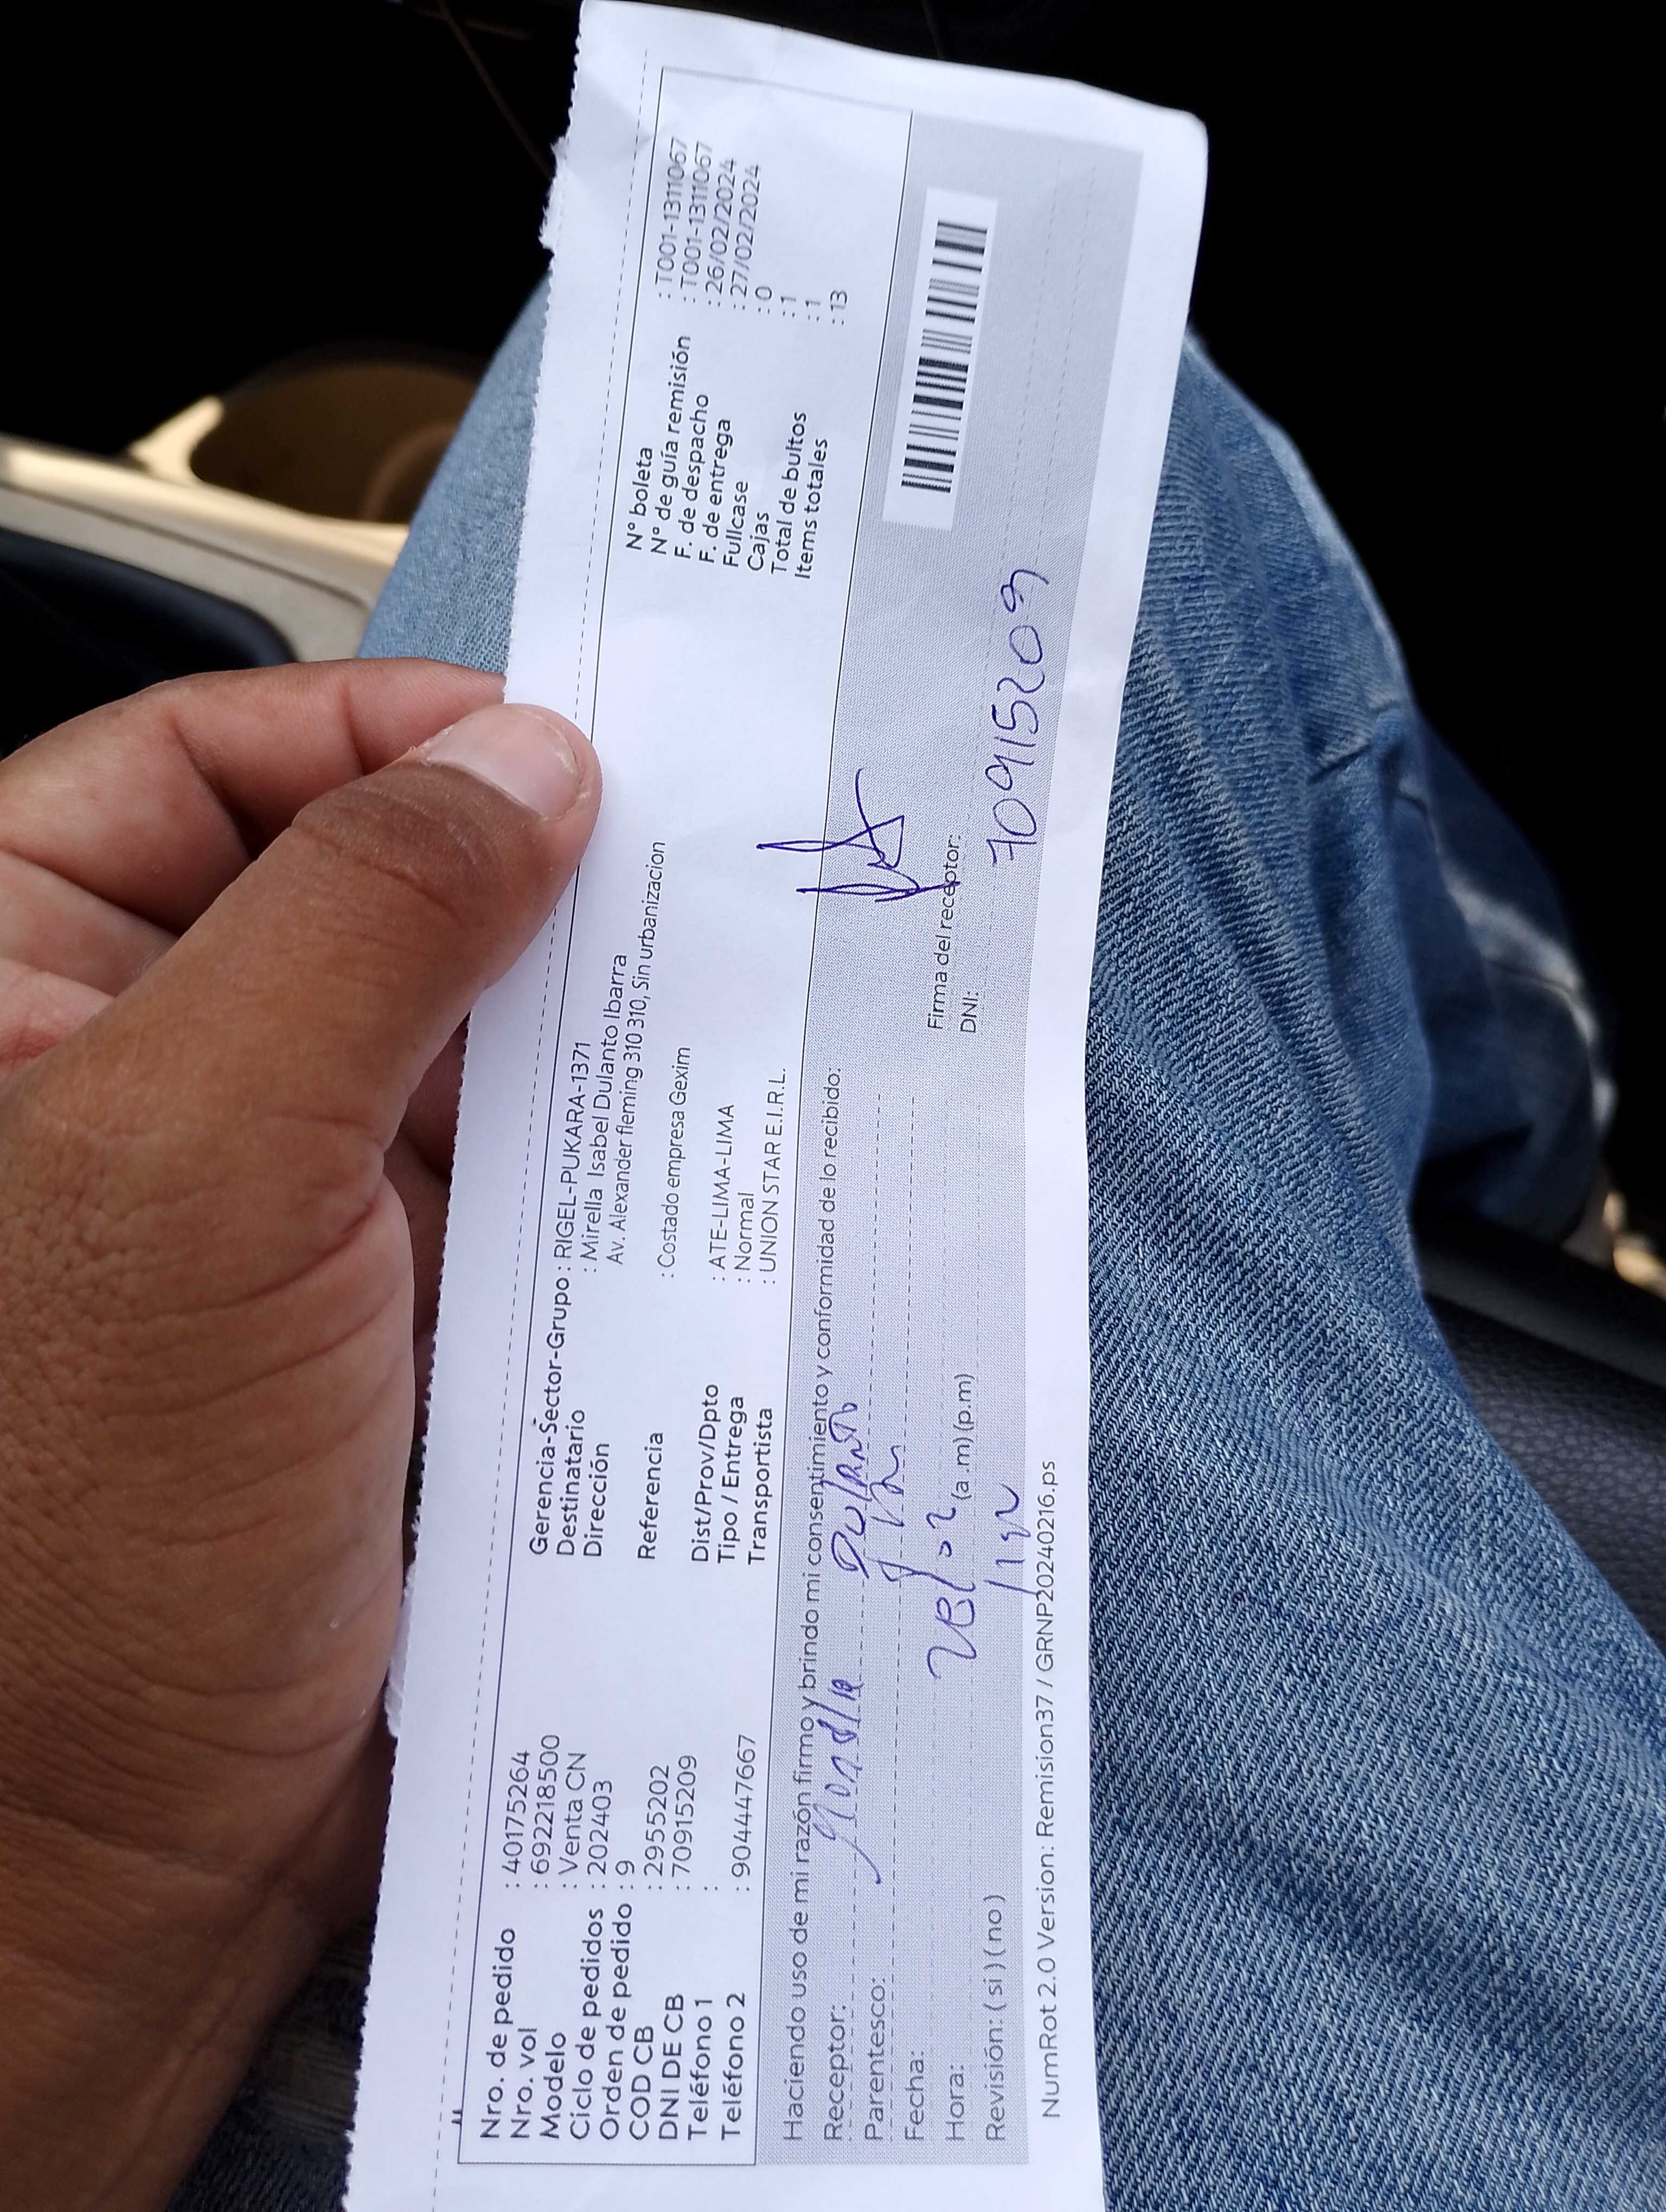 Nro. de pedido : 40175264
Nro. vol : 692218500
Modelo : Venta CN
Ciclo de pedidos : 202403
Orden de pedido : 9
COD CB : 2955202
DNI DE CB : 70915209
Teléfono 1 :
Teléfono 2 : 904447667
Gerencia-Sector-Grupo : RIGEL-PUKARA-1371
Destinatario : Mirella Isabel Dulanto Ibarra
Dirección Av. Alexander fleming 310 310, Sin urbanizacion
Referencia : Costado empresa Gexim
Dist/Prov/Dpto : ATE-LIMA-LIMA
Tipo / Entrega : Normal
Transportista : UNION STAR E.I.R.L.
N° boleta : T001-1311067
N° de guía remisión : T001-1311067
F. de despacho : 26/02/2024
F. de entrega : 27/02/2024
Fullcase : 0
Cajas : 1
Total de bultos : 1
Items totales : 13
Haciendo uso de mi razón firmo y brindo mi consentimiento y conformidad de lo recibido:
Receptor: Dulanto
Parentesco:
Fecha:
Hora: (a.m) (p.m)
Revisión: ( si ) ( no )
Firma del receptor:
DNI: 70915209
NumRot 2.0 Version: Remision37 / GRNP20240216.ps